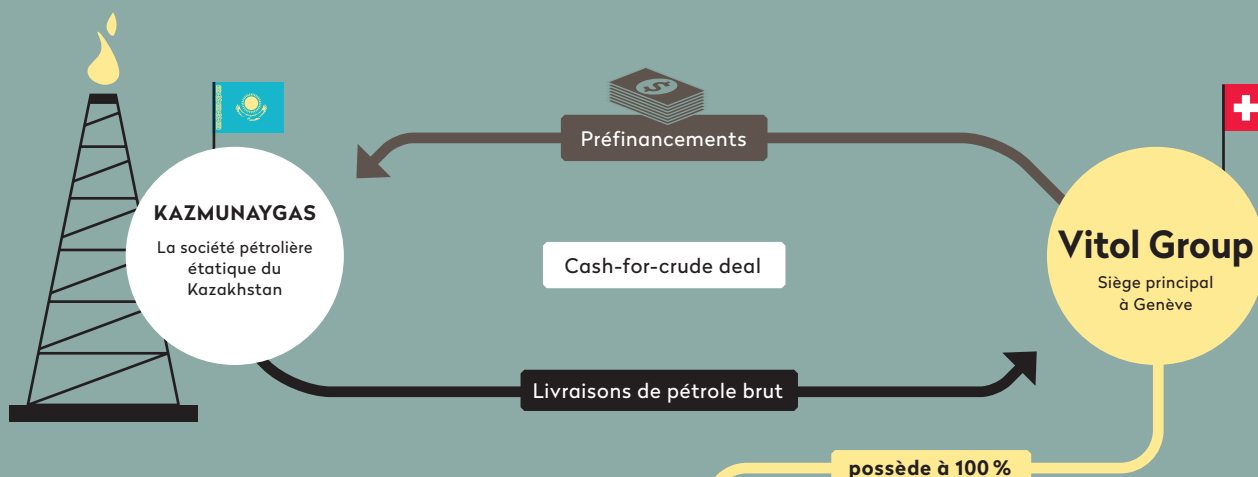 Préfinancements
KAZMUNAYGAS
La société pétrolière
étatique du
Kazakhstan
Cash-for-crude deal
Vitol Group
Siège principal
à Genève
Livraisons de pétrole brut
possède à 100 %